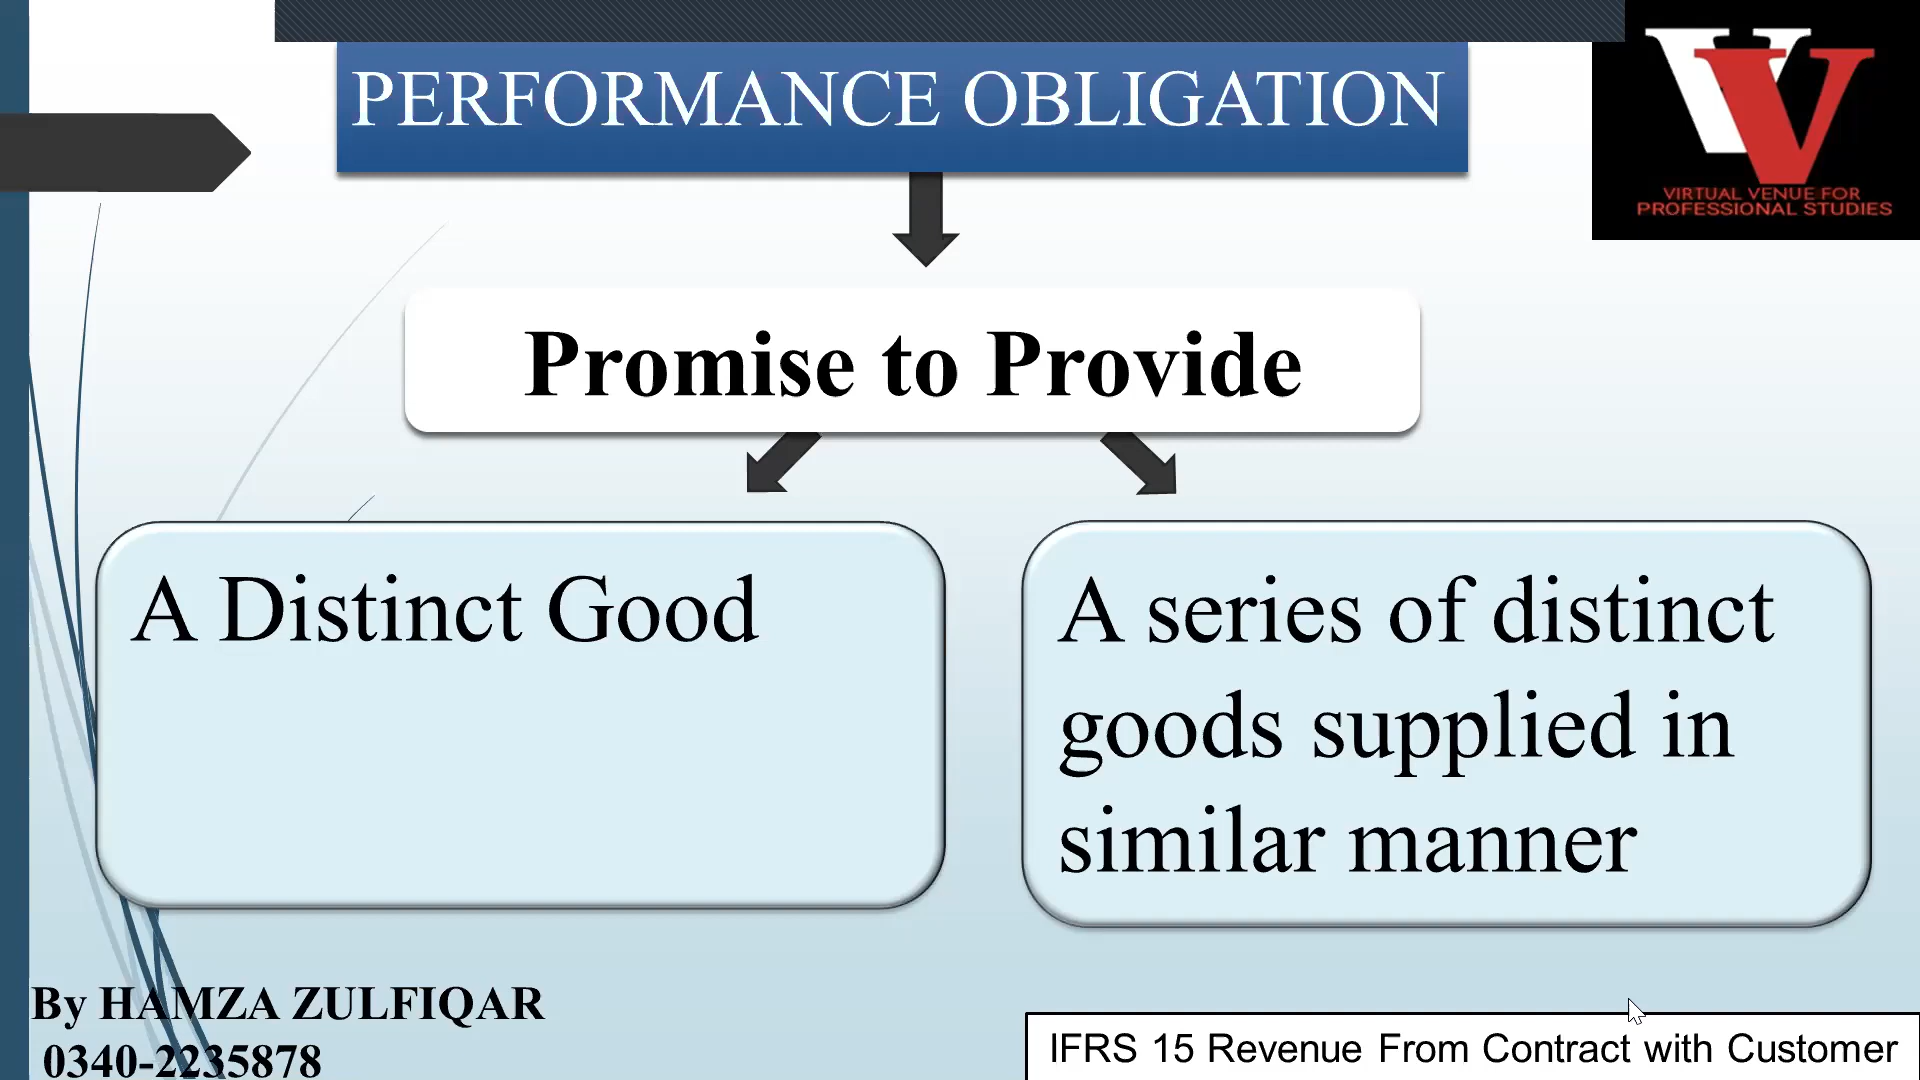 PERFORMANCE OBLIGATION
VIRTUAL VENUE FOR
PROFESSIONAL STUDIES
Promise to Provide
A Distinct Good
A series of distinct
goods supplied in
similar manner
By HAMZA ZULFIQAR
0340-2235878
IFRS 15 Revenue From Contract with Customer